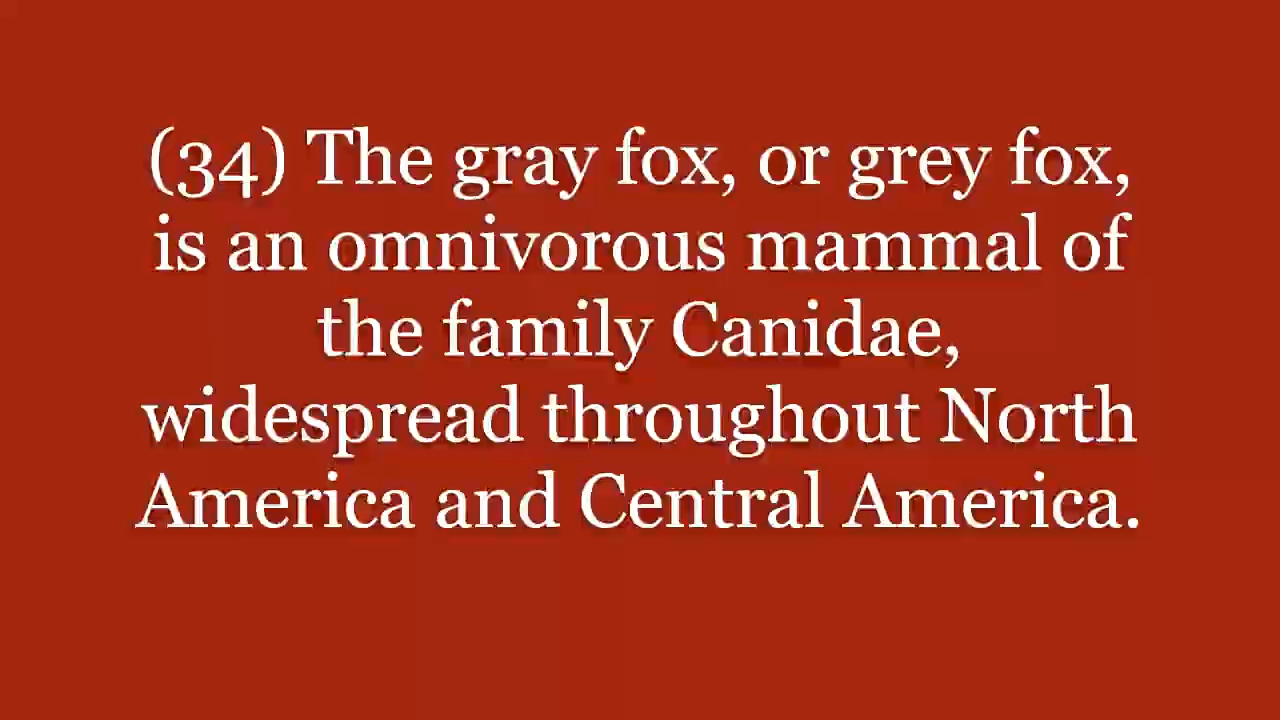 (34) The gray fox, or grey fox,
is an omnivorous mammal of
the family Canidae,
widespread throughout North
America and Central America.